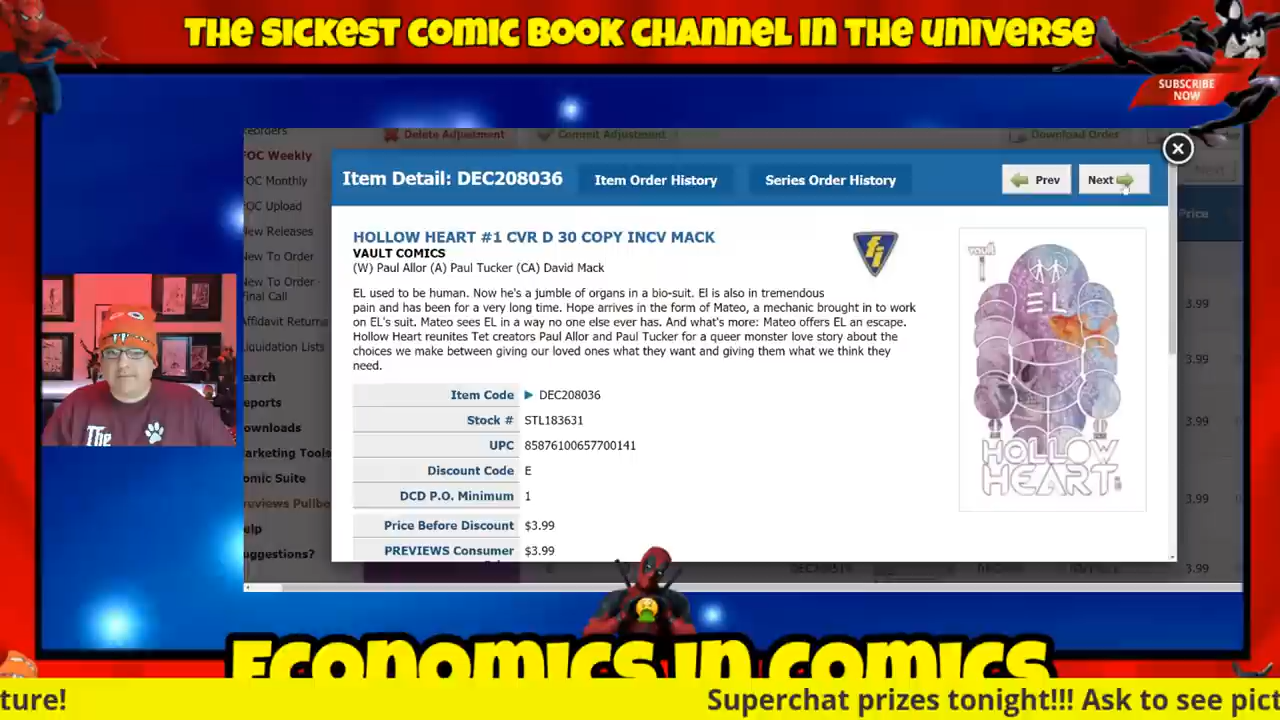 THE SICKEST COMIC BOOK CHANNEL IN THE UNIVERSE
SUBSCRIBE
NOW
Reorders
FOC Weekly
FOC Monthly
FOC Upload
New Releases
New To Order
New To Order -
Final Call
Affidavit Returns
Liquidation Lists
earch
eports
ownloads
arketing Tools
omic Suite
reviews Pullbo
elp
uggestions?
Delete Adjustment
Commit Adjustment
Download Order
Next
Price
3.99
3.99
3.99
3.99
3.99
Item Detail: DEC208036
Item Order History
Series Order History
Prev
Next
HOLLOW HEART #1 CVR D 30 COPY INCV MACK
VAULT COMICS
(W) Paul Allor (A) Paul Tucker (CA) David Mack
EL used to be human. Now he's a jumble of organs in a bio-suit. El is also in tremendous
pain and has been for a very long time. Hope arrives in the form of Mateo, a mechanic brought in to work
on EL's suit. Mateo sees EL in a way no one else ever has. And what's more: Mateo offers EL an escape.
Hollow Heart reunites Tet creators Paul Allor and Paul Tucker for a queer monster love story about the
choices we make between giving our loved ones what they want and giving them what we think they
need.
Item Code DEC208036
Stock # STL183631
UPC 85876100657700141
Discount Code E
DCD P.O. Minimum 1
Price Before Discount $3.99
PREVIEWS Consumer $3.99
fi
vault
EL
HOLLOW
HEART
The
ECONOMICS IN COMICS
ture!
Superchat prizes tonight!!! Ask to see pict